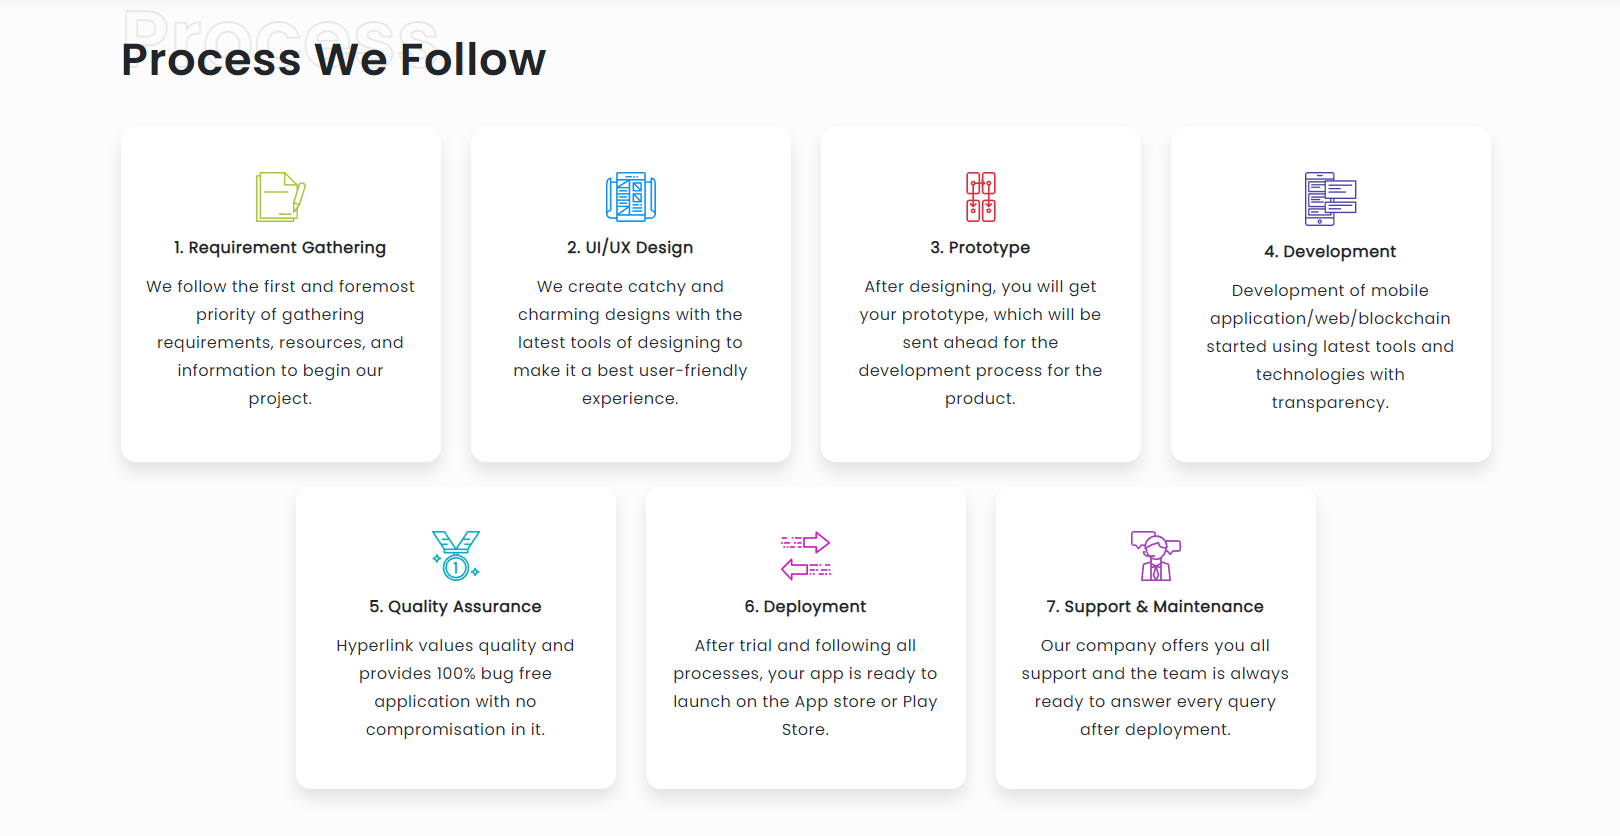 Process
Process We Follow
1. Requirement Gathering
We follow the first and foremost
priority of gathering
requirements, resources, and
information to begin our
project.
2. UI/UX Design
We create catchy and
charming designs with the
latest tools of designing to
make it a best user-friendly
experience.
3. Prototype
After designing, you will get
your prototype, which will be
sent ahead for the
development process for the
product.
4. Development
Development of mobile
application/web/blockchain
started using latest tools and
technologies with
transparency.
1
5. Quality Assurance
Hyperlink values quality and
provides 100% bug free
application with no
compromisation in it.
6. Deployment
After trial and following all
processes, your app is ready to
launch on the App store or Play
Store.
7. Support & Maintenance
Our company offers you all
support and the team is always
ready to answer every query
after deployment.